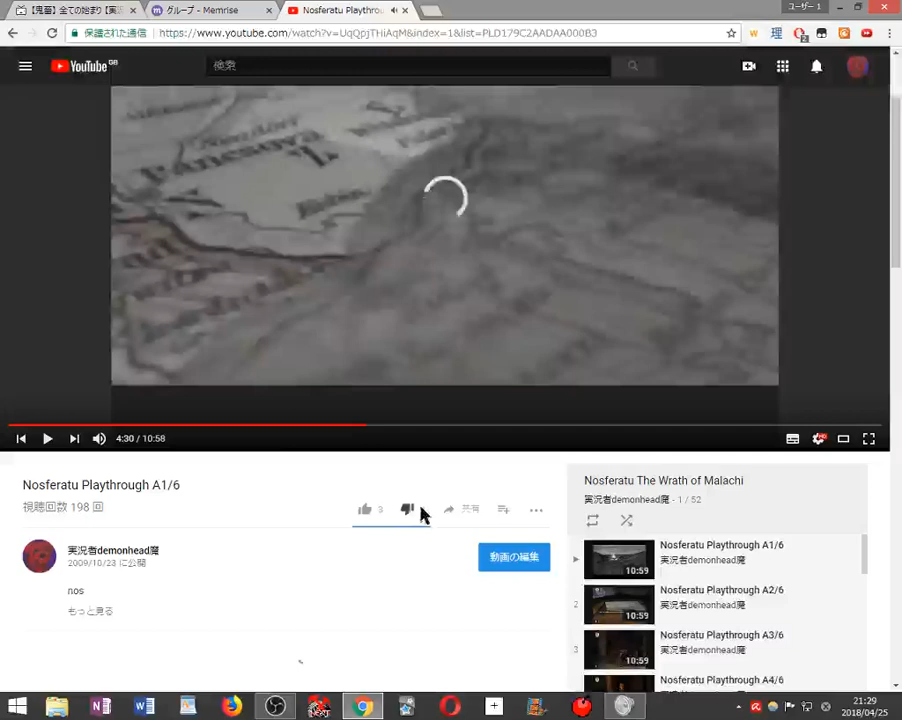 【鬼畜】全ての始まり【実況
グループ - Memrise
Nosferatu Playthrou
ユーザー 1
保護された通信
https://www.youtube.com/watch?v=UqQpjTHiAqM&index=1&list=PLD179C2AADAA000B3
理
2
YouTube GB
検索
Pancsova
4:30 / 10:58
HD
Nosferatu Playthrough A1/6
視聴回数 198 回
3
共有
実況者demonhead魔
2009/10/23 に公開
動画の編集
nos
もっと見る
Nosferatu The Wrath of Malachi
実況者demonhead魔 - 1 / 52
Nosferatu Playthrough A1/6
実況者demonhead魔
10:59
2
Nosferatu Playthrough A2/6
実況者demonhead魔
10:59
3
Nosferatu Playthrough A3/6
実況者demonhead魔
10:59
Nosferatu Playthrough A4/6
実況者demonhead魔
21:29
2018/04/25